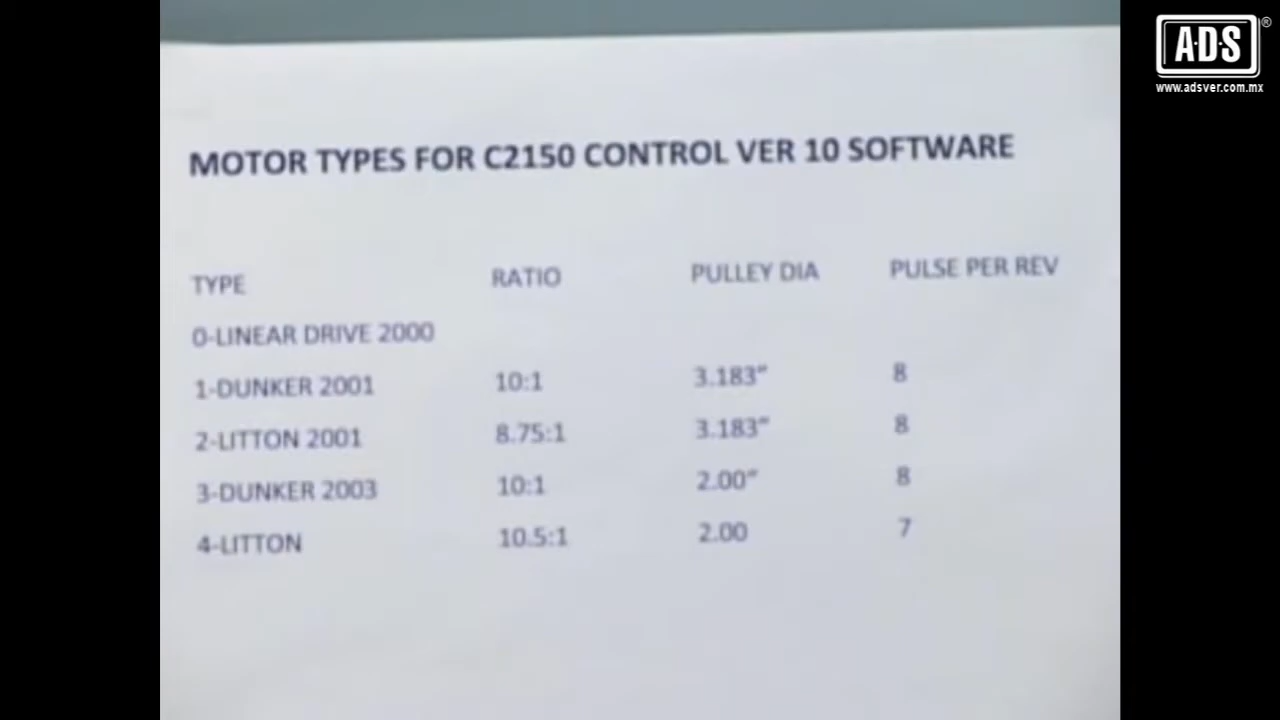 A·D·S®
www.adsver.com.mx
MOTOR TYPES FOR C2150 CONTROL VER 10 SOFTWARE
TYPE RATIO PULLEY DIA PULSE PER REV
0-LINEAR DRIVE 2000
1-DUNKER 2001 10:1 3.183" 8
2-LITTON 2001 8.75:1 3.183" 8
3-DUNKER 2003 10:1 2.00" 8
4-LITTON 10.5:1 2.00 7